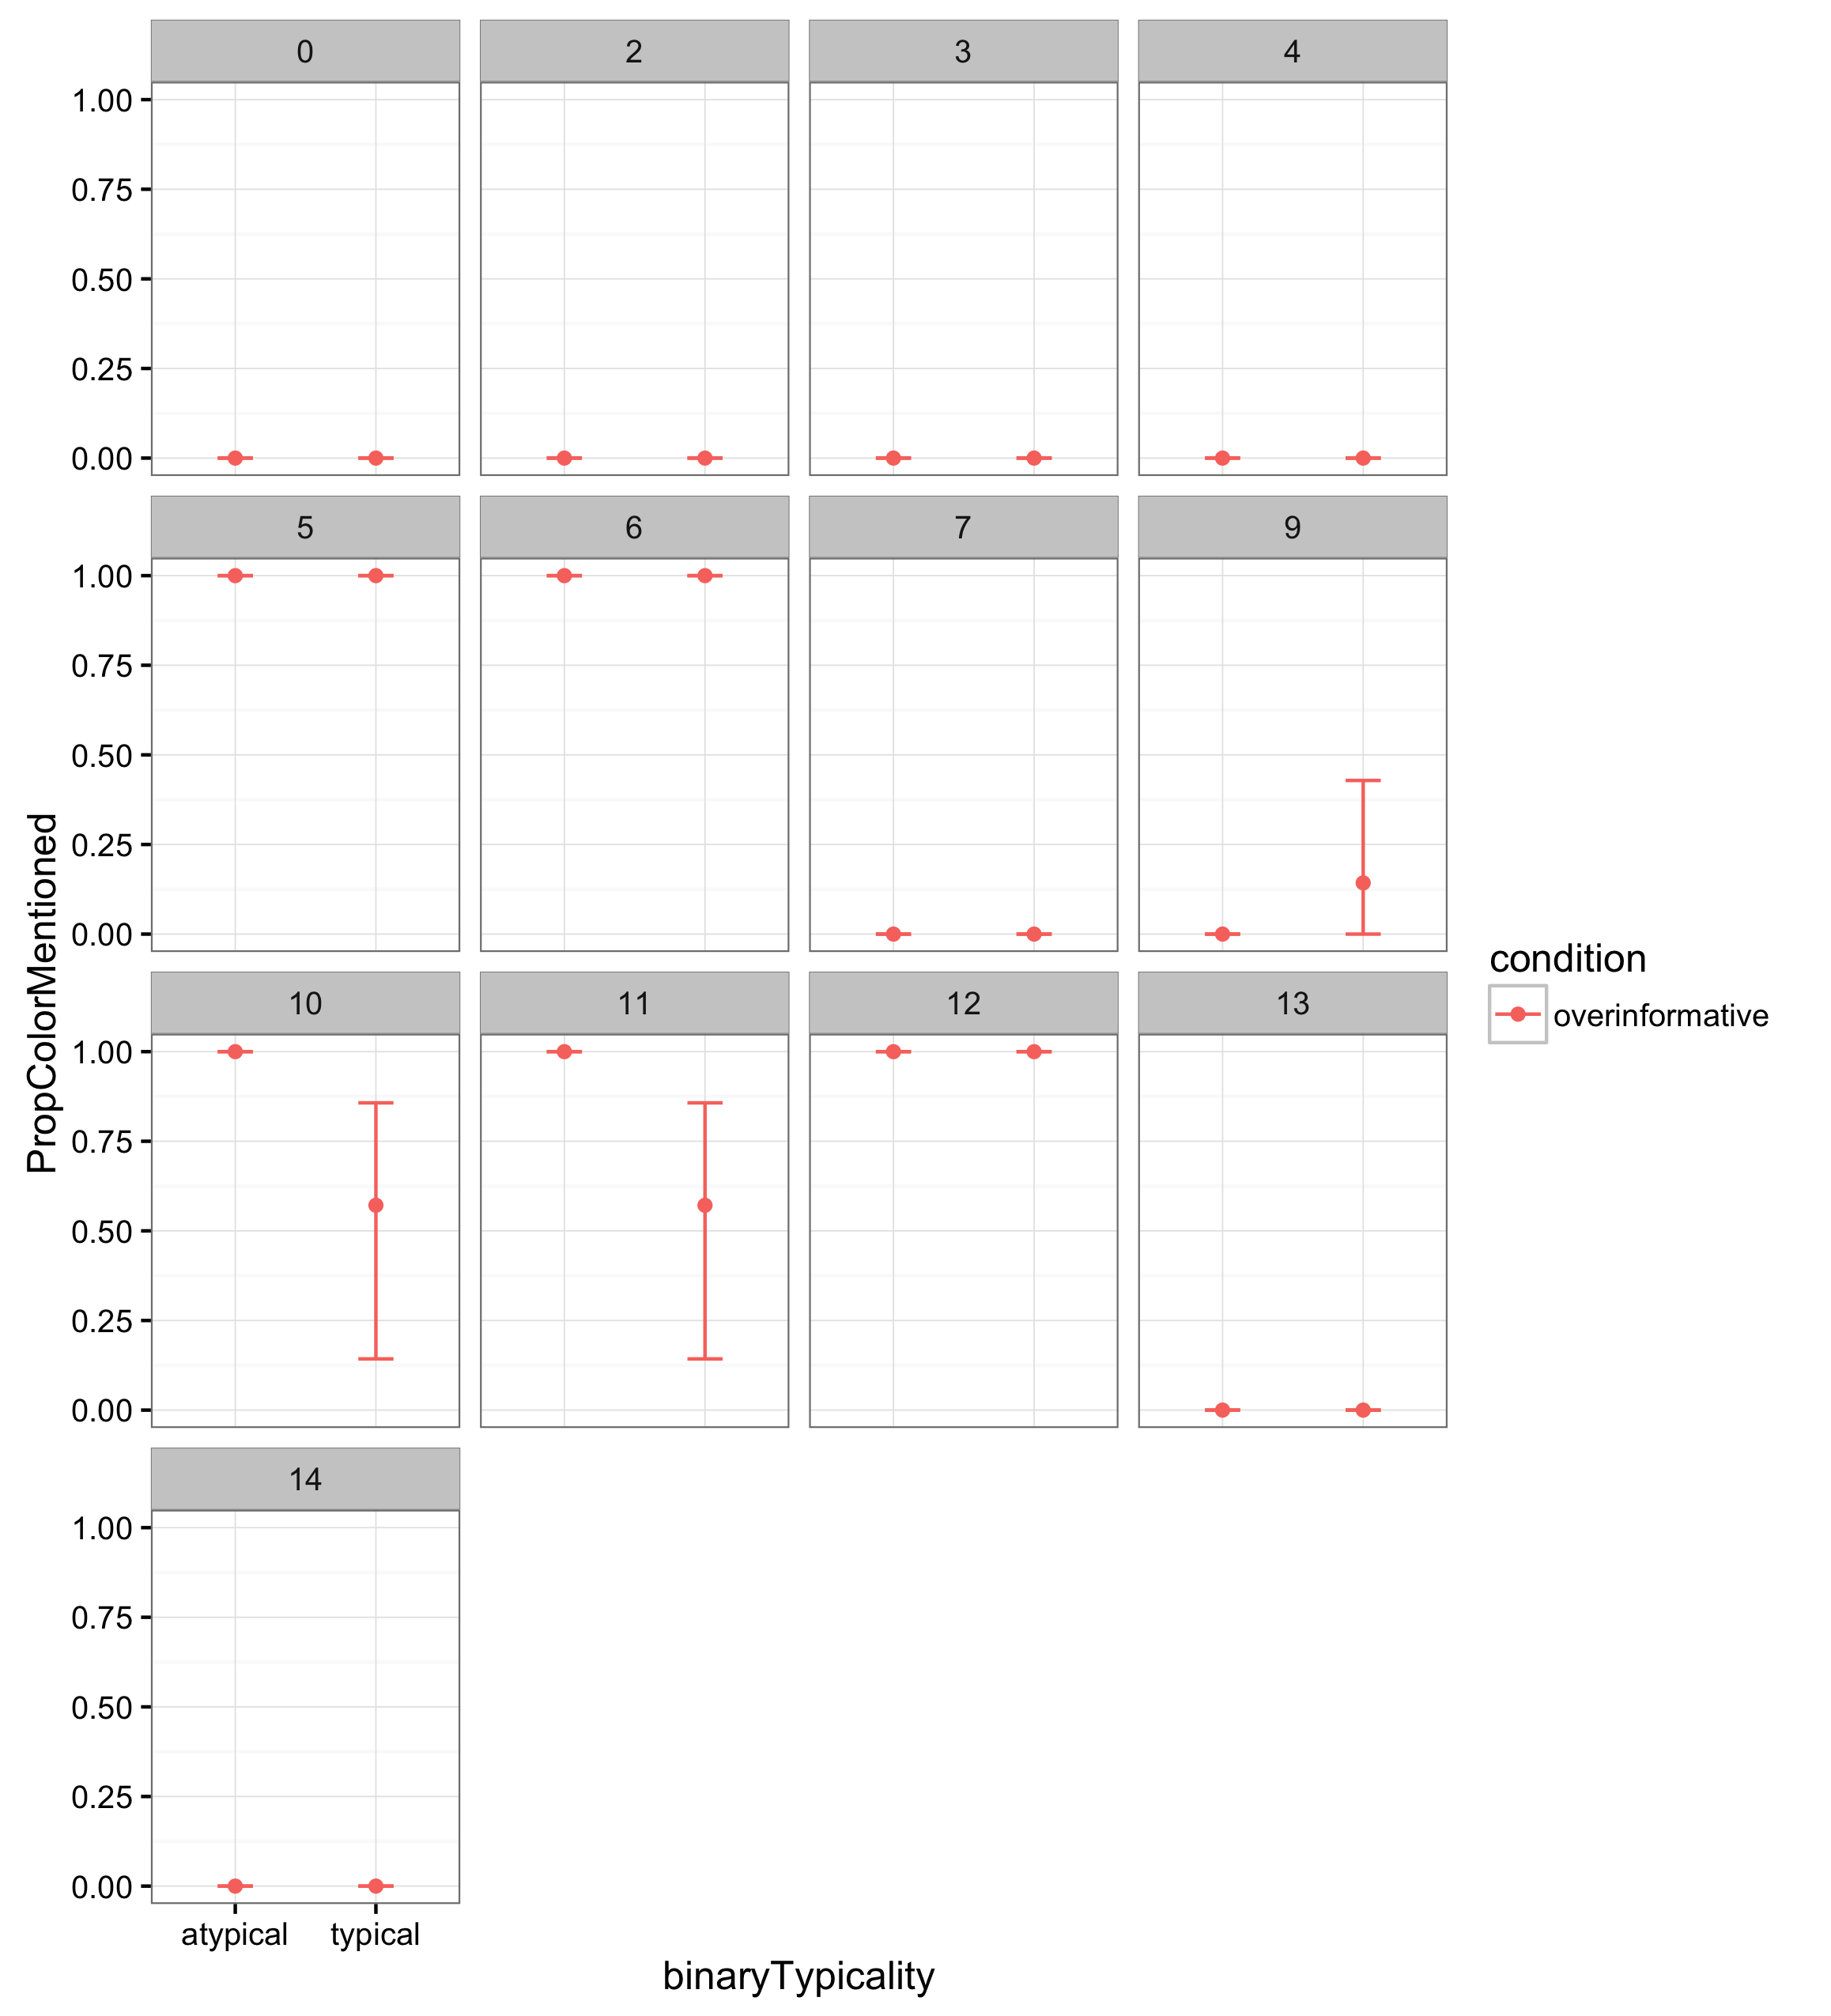 0 2 3 4
1.00
0.75
0.50
0.25
0.00
5 6 7 9
1.00
0.75
0.50
0.25
0.00
10 11 12 13
1.00
0.75
0.50
0.25
0.00
14
1.00
0.75
0.50
0.25
0.00
atypical typical
binaryTypicality
PropColorMentioned
condition
overinformative